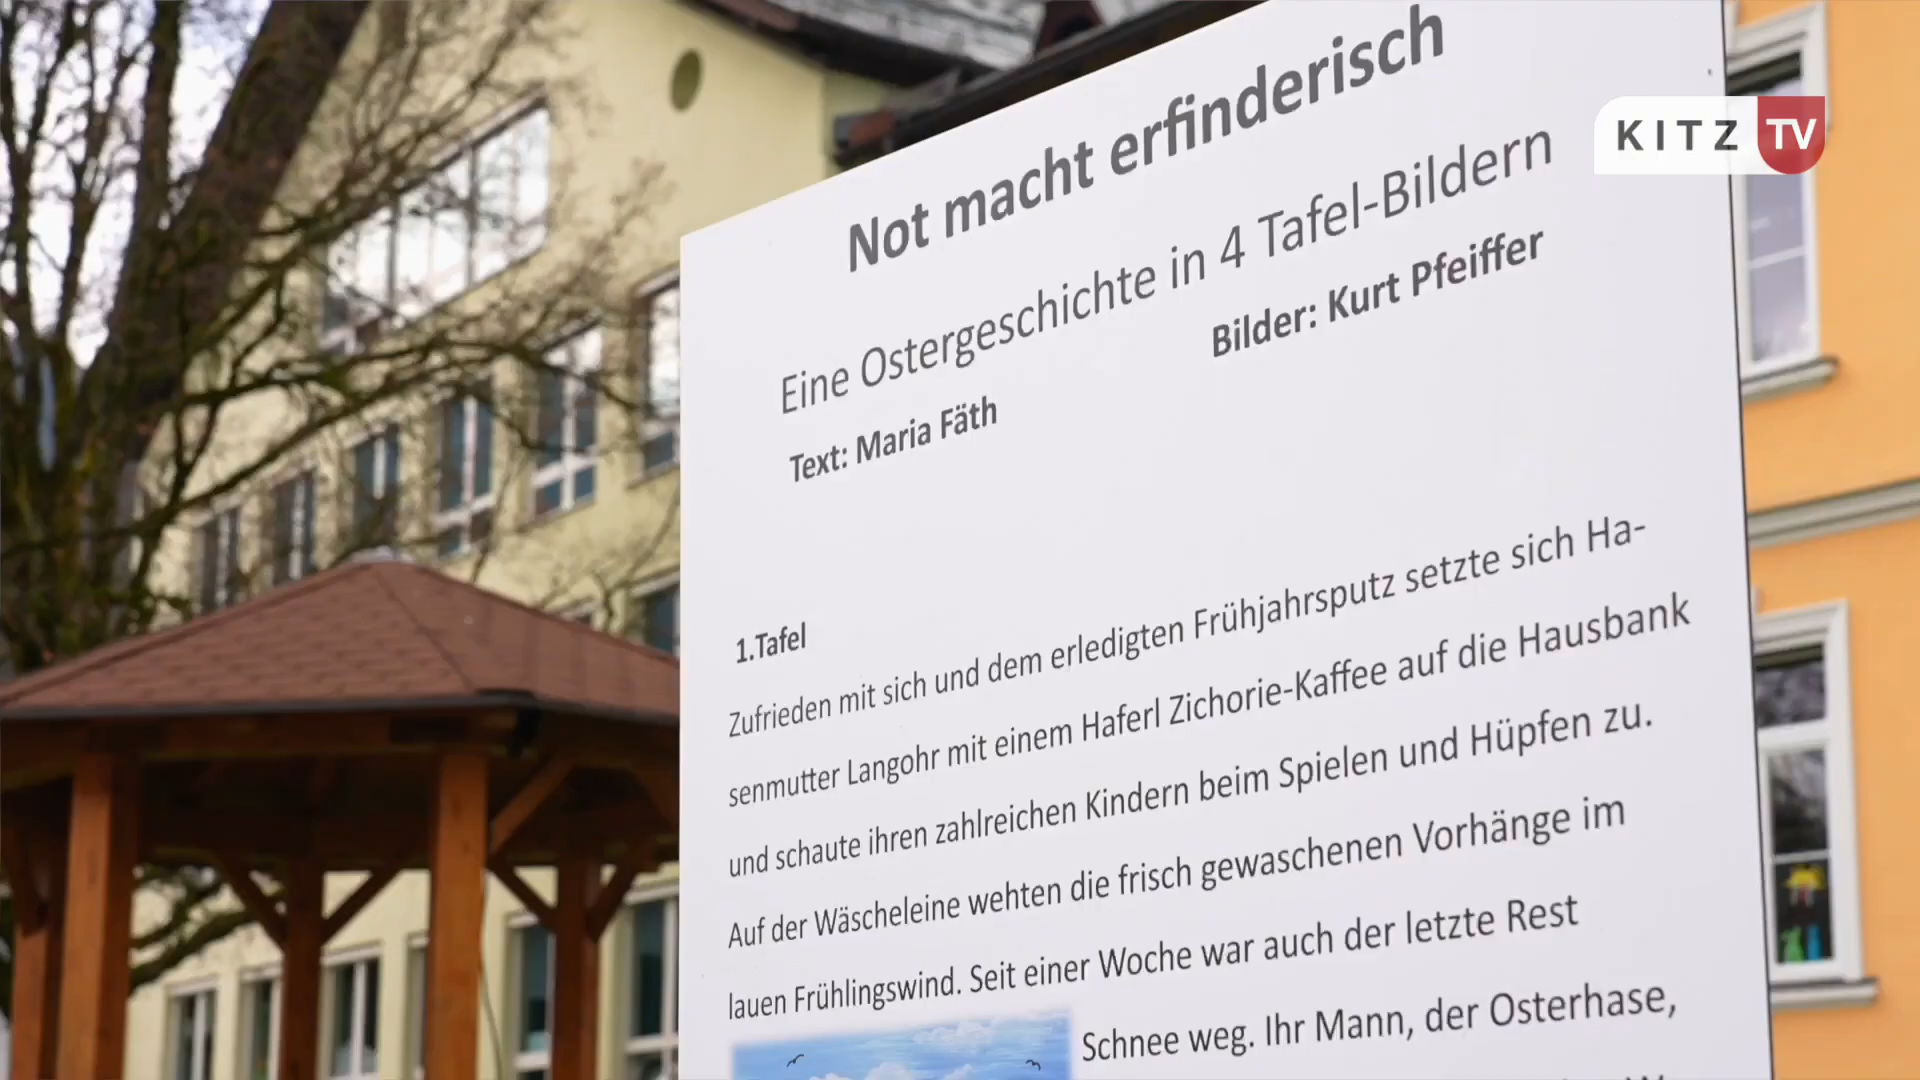 Not macht erfinderisch
KITZ TV
Eine Ostergeschichte in 4 Tafel-Bildern
Text: Maria Fäth
Bilder: Kurt Pfeiffer
1.Tafel
Zufrieden mit sich und dem erledigten Frühjahrsputz setzte sich Ha-
senmutter Langohr mit einem Haferl Zichorie-Kaffee auf die Hausbank
und schaute ihren zahlreichen Kindern beim Spielen und Hüpfen zu.
Auf der Wäscheleine wehten die frisch gewaschenen Vorhänge im
lauen Frühlingswind. Seit einer Woche war auch der letzte Rest
Schnee weg. Ihr Mann, der Osterhase,